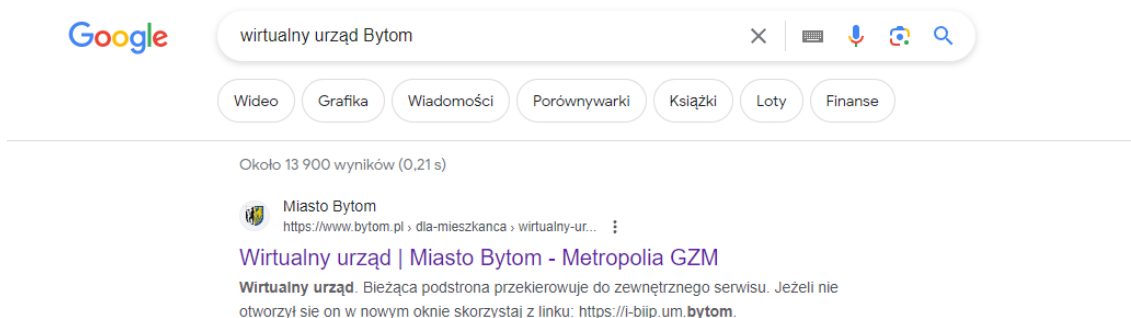 Google
wirtualny urząd Bytom
Wideo Grafika Wiadomości Porównywarki Książki Loty Finanse
Około 13 900 wyników (0,21 s)
Miasto Bytom
https://www.bytom.pl › dla-mieszkanca › wirtualny-ur...
Wirtualny urząd | Miasto Bytom - Metropolia GZM
Wirtualny urząd. Bieżąca podstrona przekierowuje do zewnętrznego serwisu. Jeżeli nie
otworzył się on w nowym oknie skorzystaj z linku: https://i-biip.um.bytom.